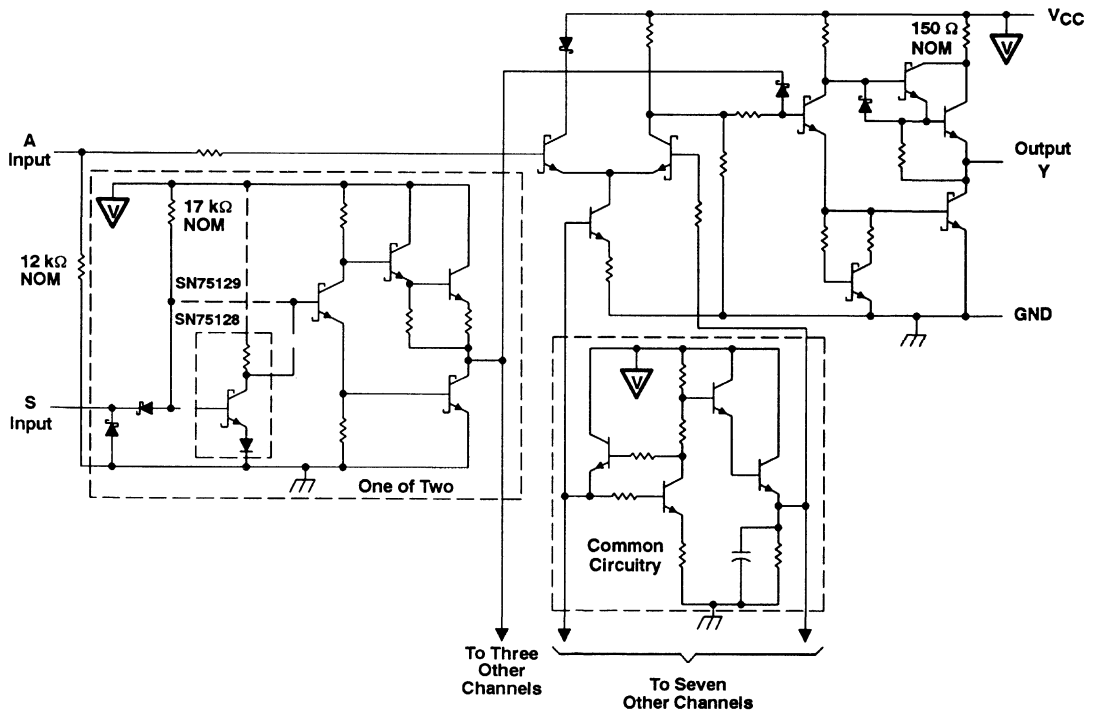 VCC
150 Ω
NOM
V
A
Input
Output
Y
V
17 kΩ
NOM
12 kΩ
NOM
SN75129
SN75128
GND
S
Input
V
One of Two
Common
Circuitry
To Three
Other
Channels
To Seven
Other Channels